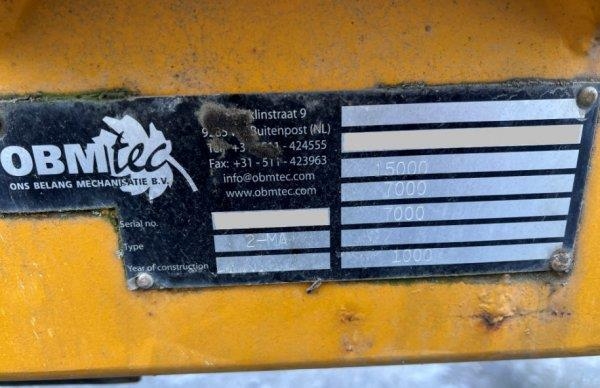 OBMtec
ONS BELANG MECHANISATIE B.V.
Buitenpost (NL)
424555
Fax: +31 - 511 - 423963
info@obmtec.com
www.obmtec.com
Serial no.
Type 2-MA
Year of construction
15000
7000
7000
1000